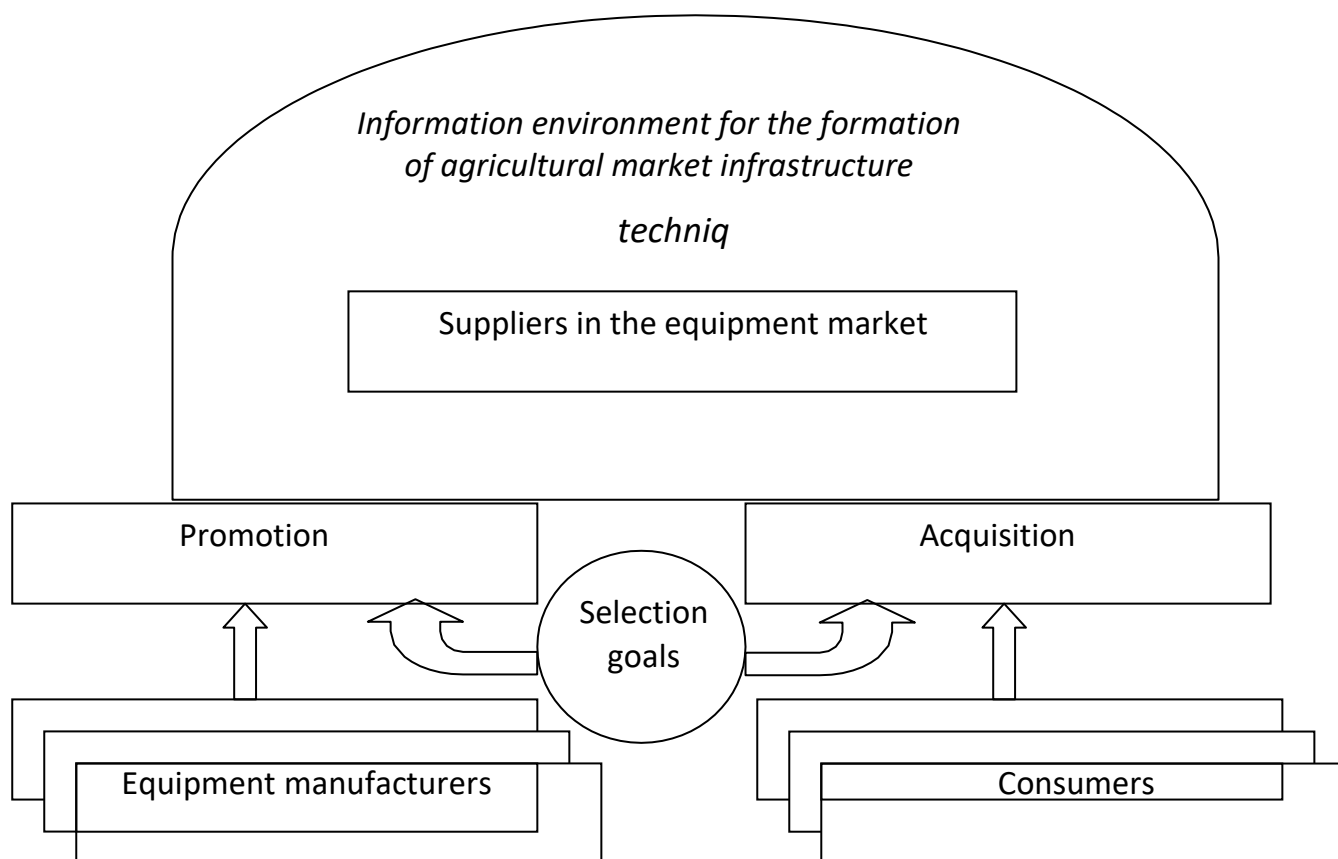 Information environment for the formation
of agricultural market infrastructure
techniq
Suppliers in the equipment market
Promotion
Acquisition
Selection
goals
Equipment manufacturers
Consumers